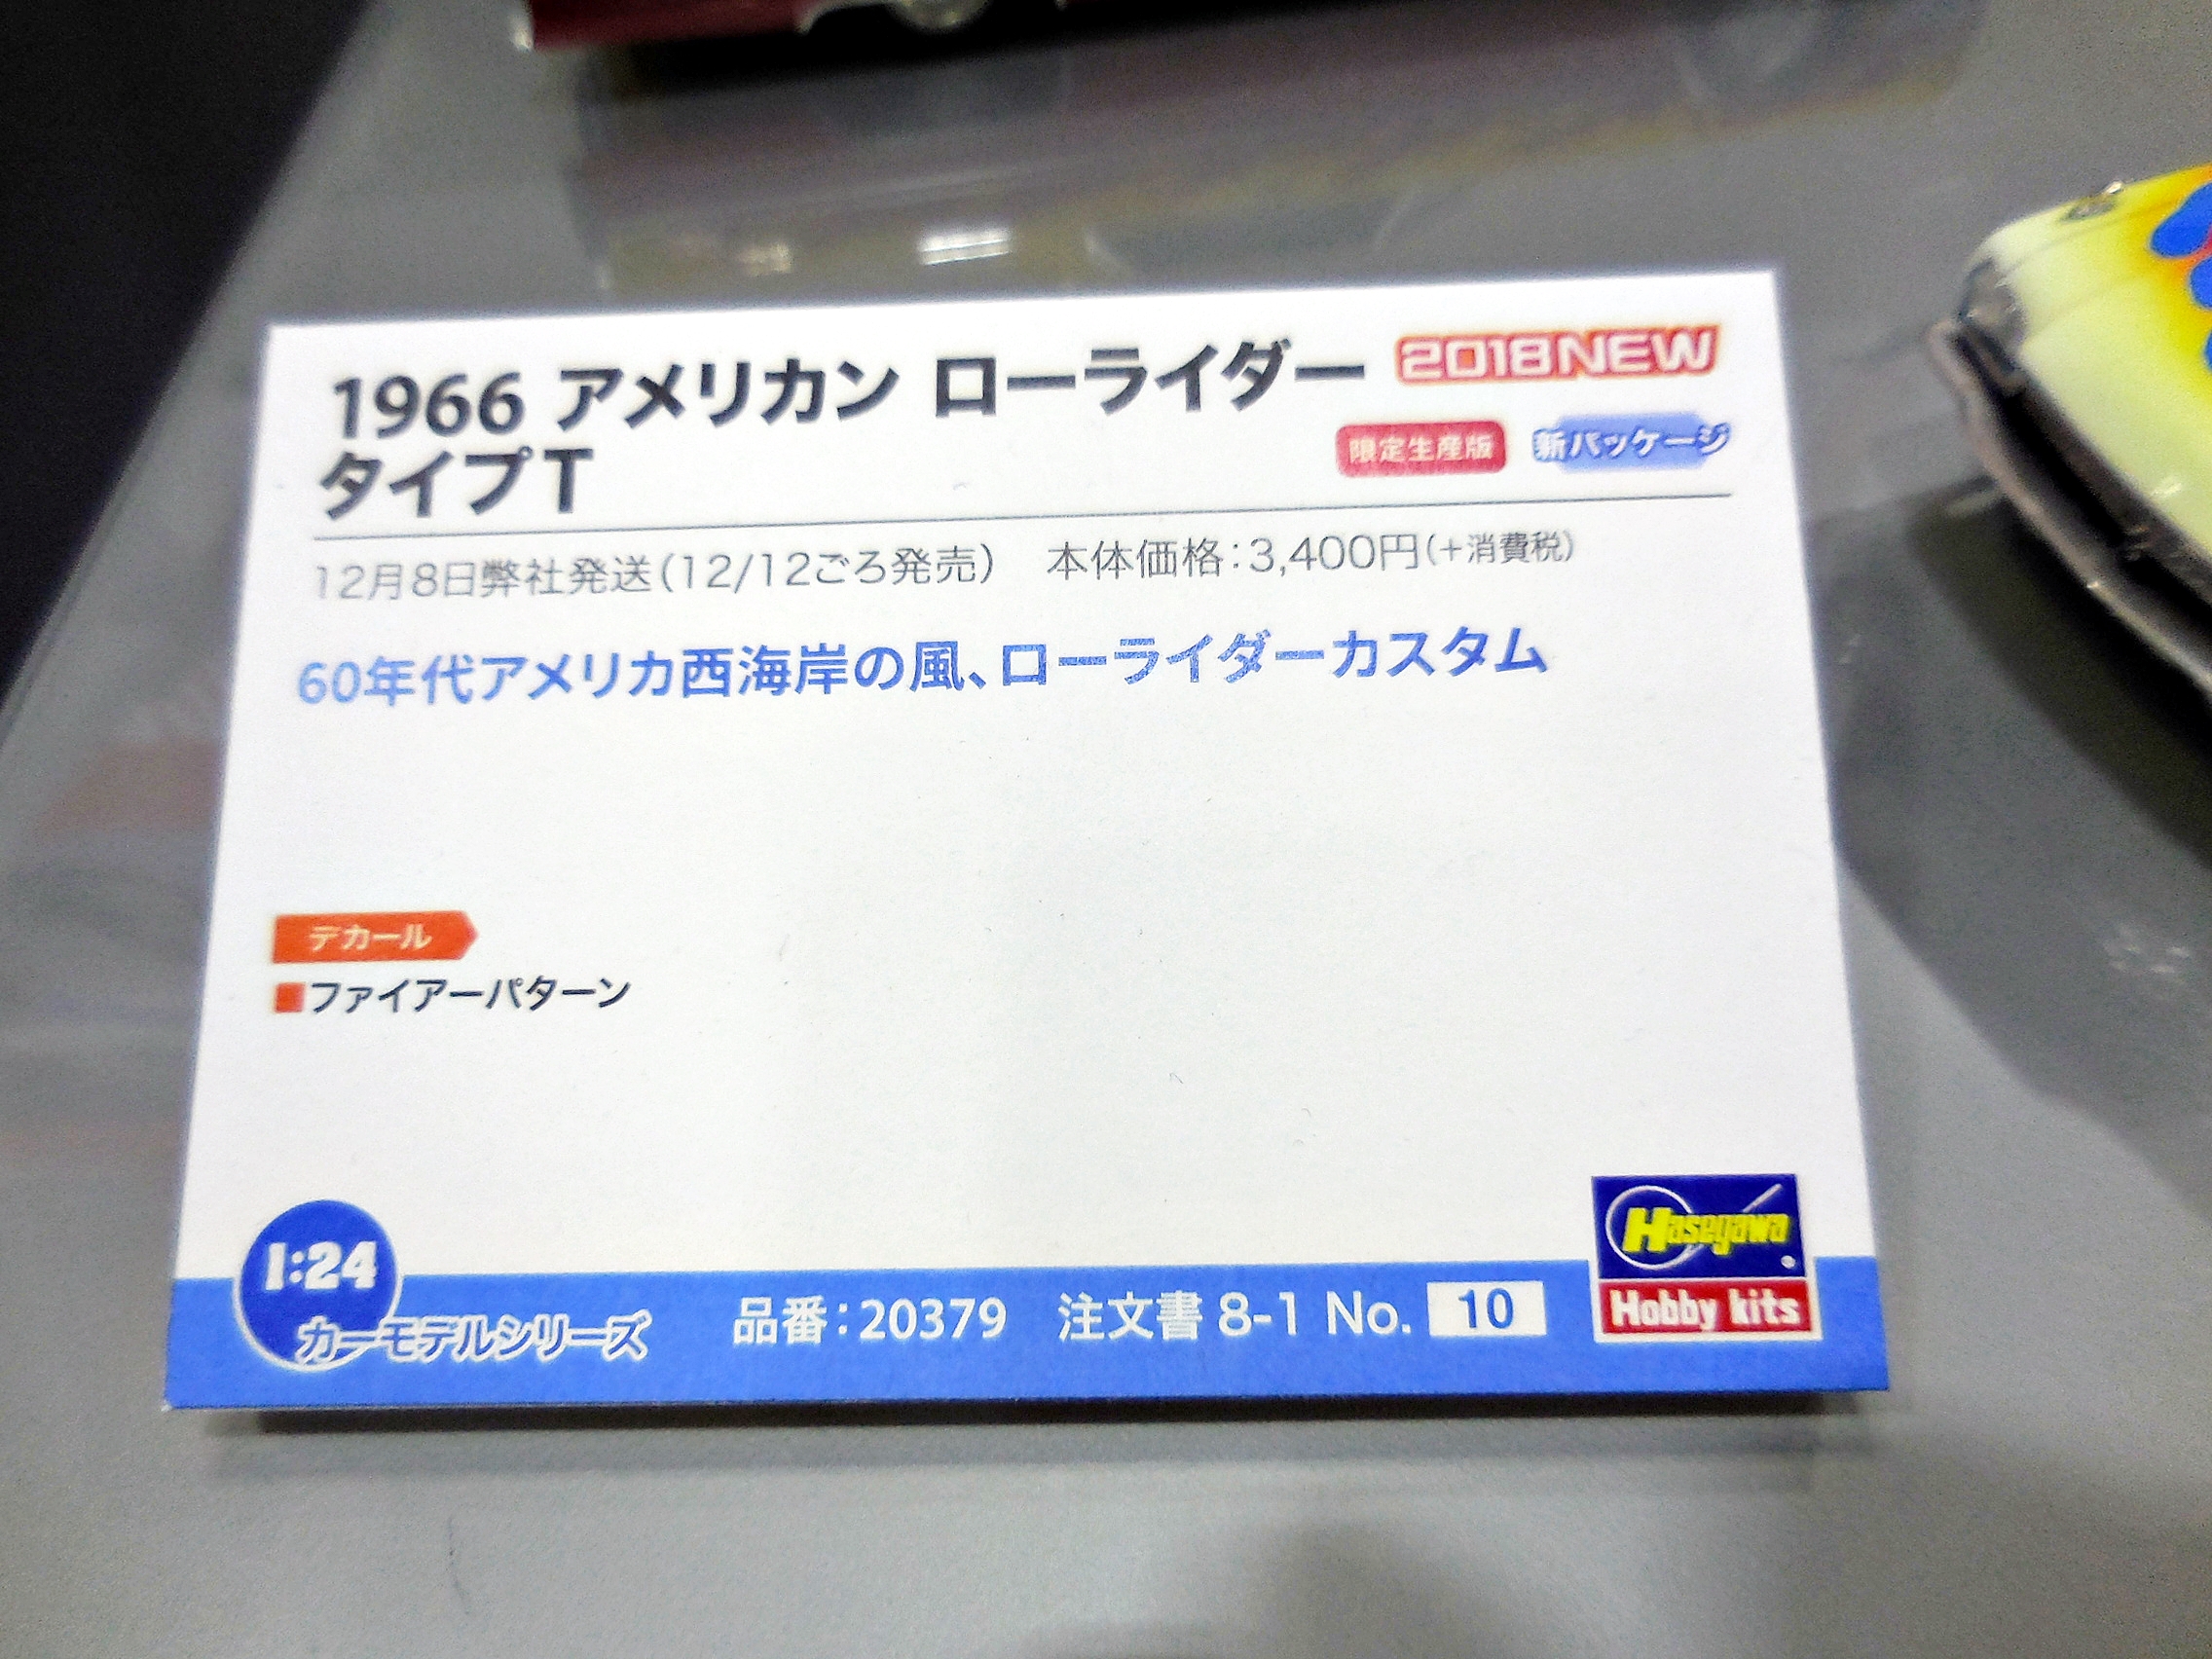 1966 アメリカン ローライダー
2018NEW
タイプT
限定生産版
新パッケージ
12月8日弊社発送(12/12ごろ発売) 本体価格:3,400円(+消費税)
60年代アメリカ西海岸の風、ローライダーカスタム
デカール
■ファイアーパターン
1:24
カーモデルシリーズ
品番:20379 注文書 8-1 No. 10
Hasegawa
Hobby kits